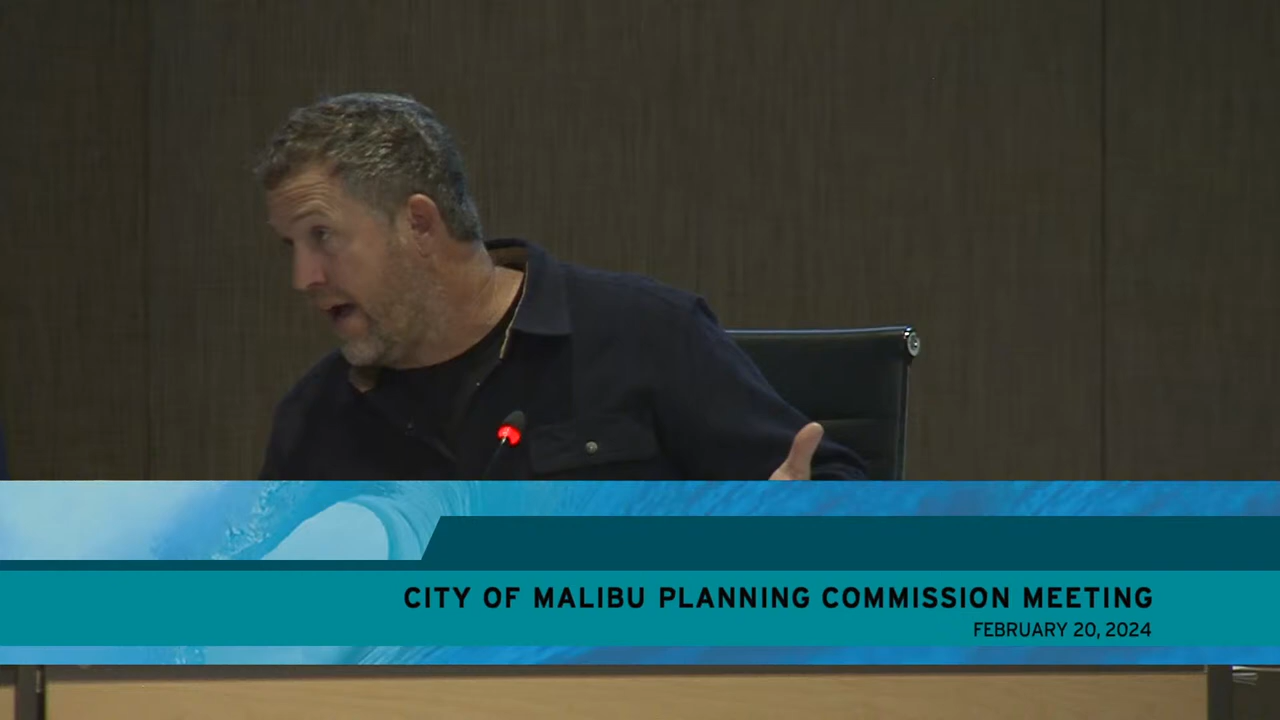 CITY OF MALIBU PLANNING COMMISSION MEETING
FEBRUARY 20, 2024